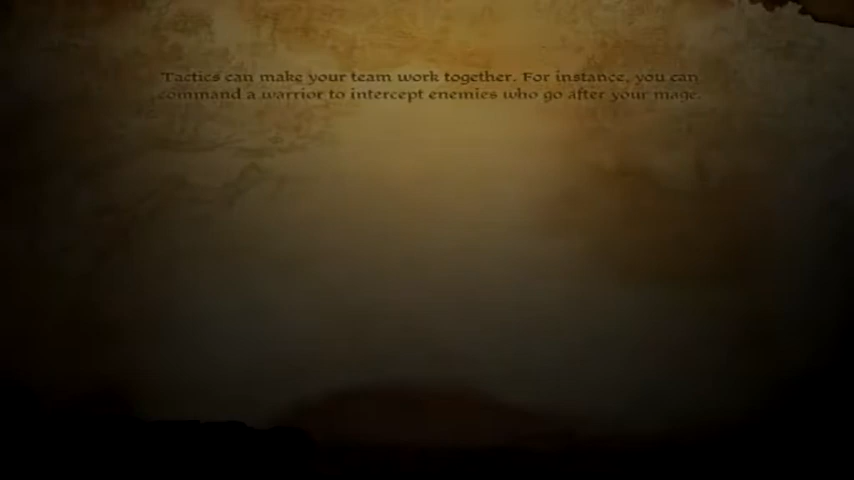 Tactics can make your team work together. For instance, you can
command a warrior to intercept enemies who go after your mage.